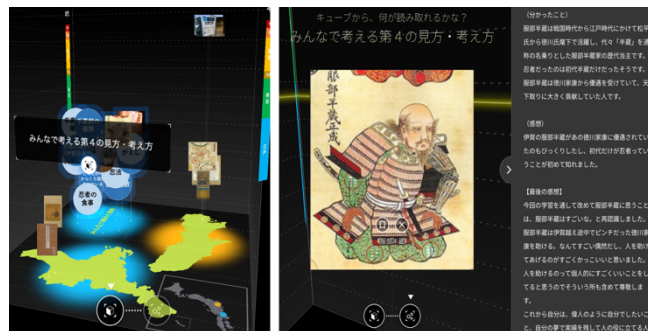 みんなで考える第４の見方・考え方
忍法
忍者の
食事
キューブから、何が読み取れるかな？
みんなで考える第４の見方・考え方
服部半蔵正成
服部半蔵
（分かったこと）
服部半蔵は戦国時代から江戸時代にかけて松平
氏から徳川氏麾下で活躍し、代々「半蔵」を通
称の名乗りとした服部半蔵家の歴代当主です。
忍者だったのは初代半蔵だけだったそうです。
服部半蔵は徳川家康から優遇を受けていて、天
下取りに大きく貢献していた人です。
（感想）
伊賀の服部半蔵があの徳川家康に優遇されてい
たのもびっくりしたし、初代だけが忍者ってい
うことが初めて知れました。
【最後の感想】
今回の学習を通して改めて服部半蔵に思うこと
は、服部半蔵はすごいな。と再認識しました。
服部半蔵は伊賀越え途中でピンチだった徳川家
康を助ける。なんてすごい偶然だし、人を助け
てあげるのがすごくかっこいいと思いました。
人を助けるのって個人的にすごくいいことをし
てると思うのでそういう所も含めて尊敬しま
す。
これから自分は、偉人のように自分でしたいこ
と、自分の夢で実績を残して人の役に立てる人